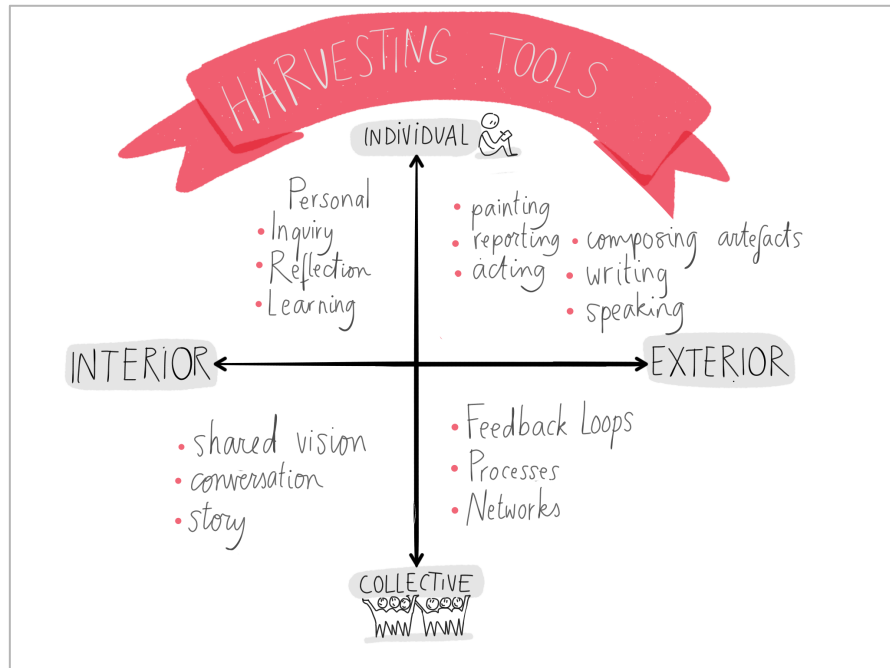 HARVESTING TOOLS
INDIVIDUAL
Personal
• Inquiry
• Reflection
• Learning
• painting
• reporting
• acting
• composing artefacts
• writing
• speaking
INTERIOR
EXTERIOR
• shared vision
• conversation
• story
• Feedback Loops
• Processes
• Networks
COLLECTIVE